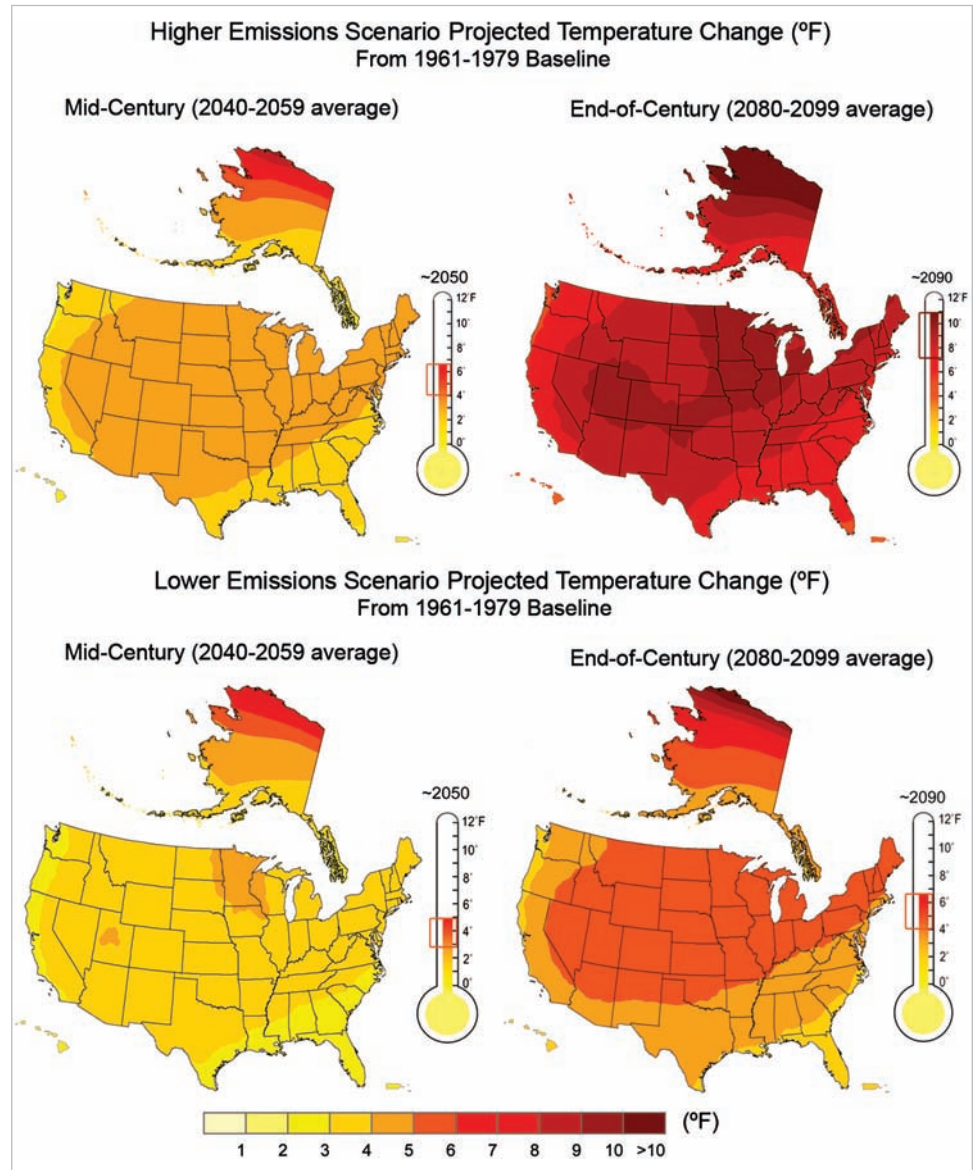 Higher Emissions Scenario Projected Temperature Change (ºF)
From 1961-1979 Baseline
Mid-Century (2040-2059 average)
End-of-Century (2080-2099 average)
~2050
12°F
10°
8°
6°
4°
2°
0°
~2090
12°F
10°
8°
6°
4°
2°
0°
Lower Emissions Scenario Projected Temperature Change (ºF)
From 1961-1979 Baseline
Mid-Century (2040-2059 average)
End-of-Century (2080-2099 average)
~2050
12°F
10°
8°
6°
4°
2°
0°
~2090
12°F
10°
8°
6°
4°
2°
0°
(ºF)
1 2 3 4 5 6 7 8 9 10 >10